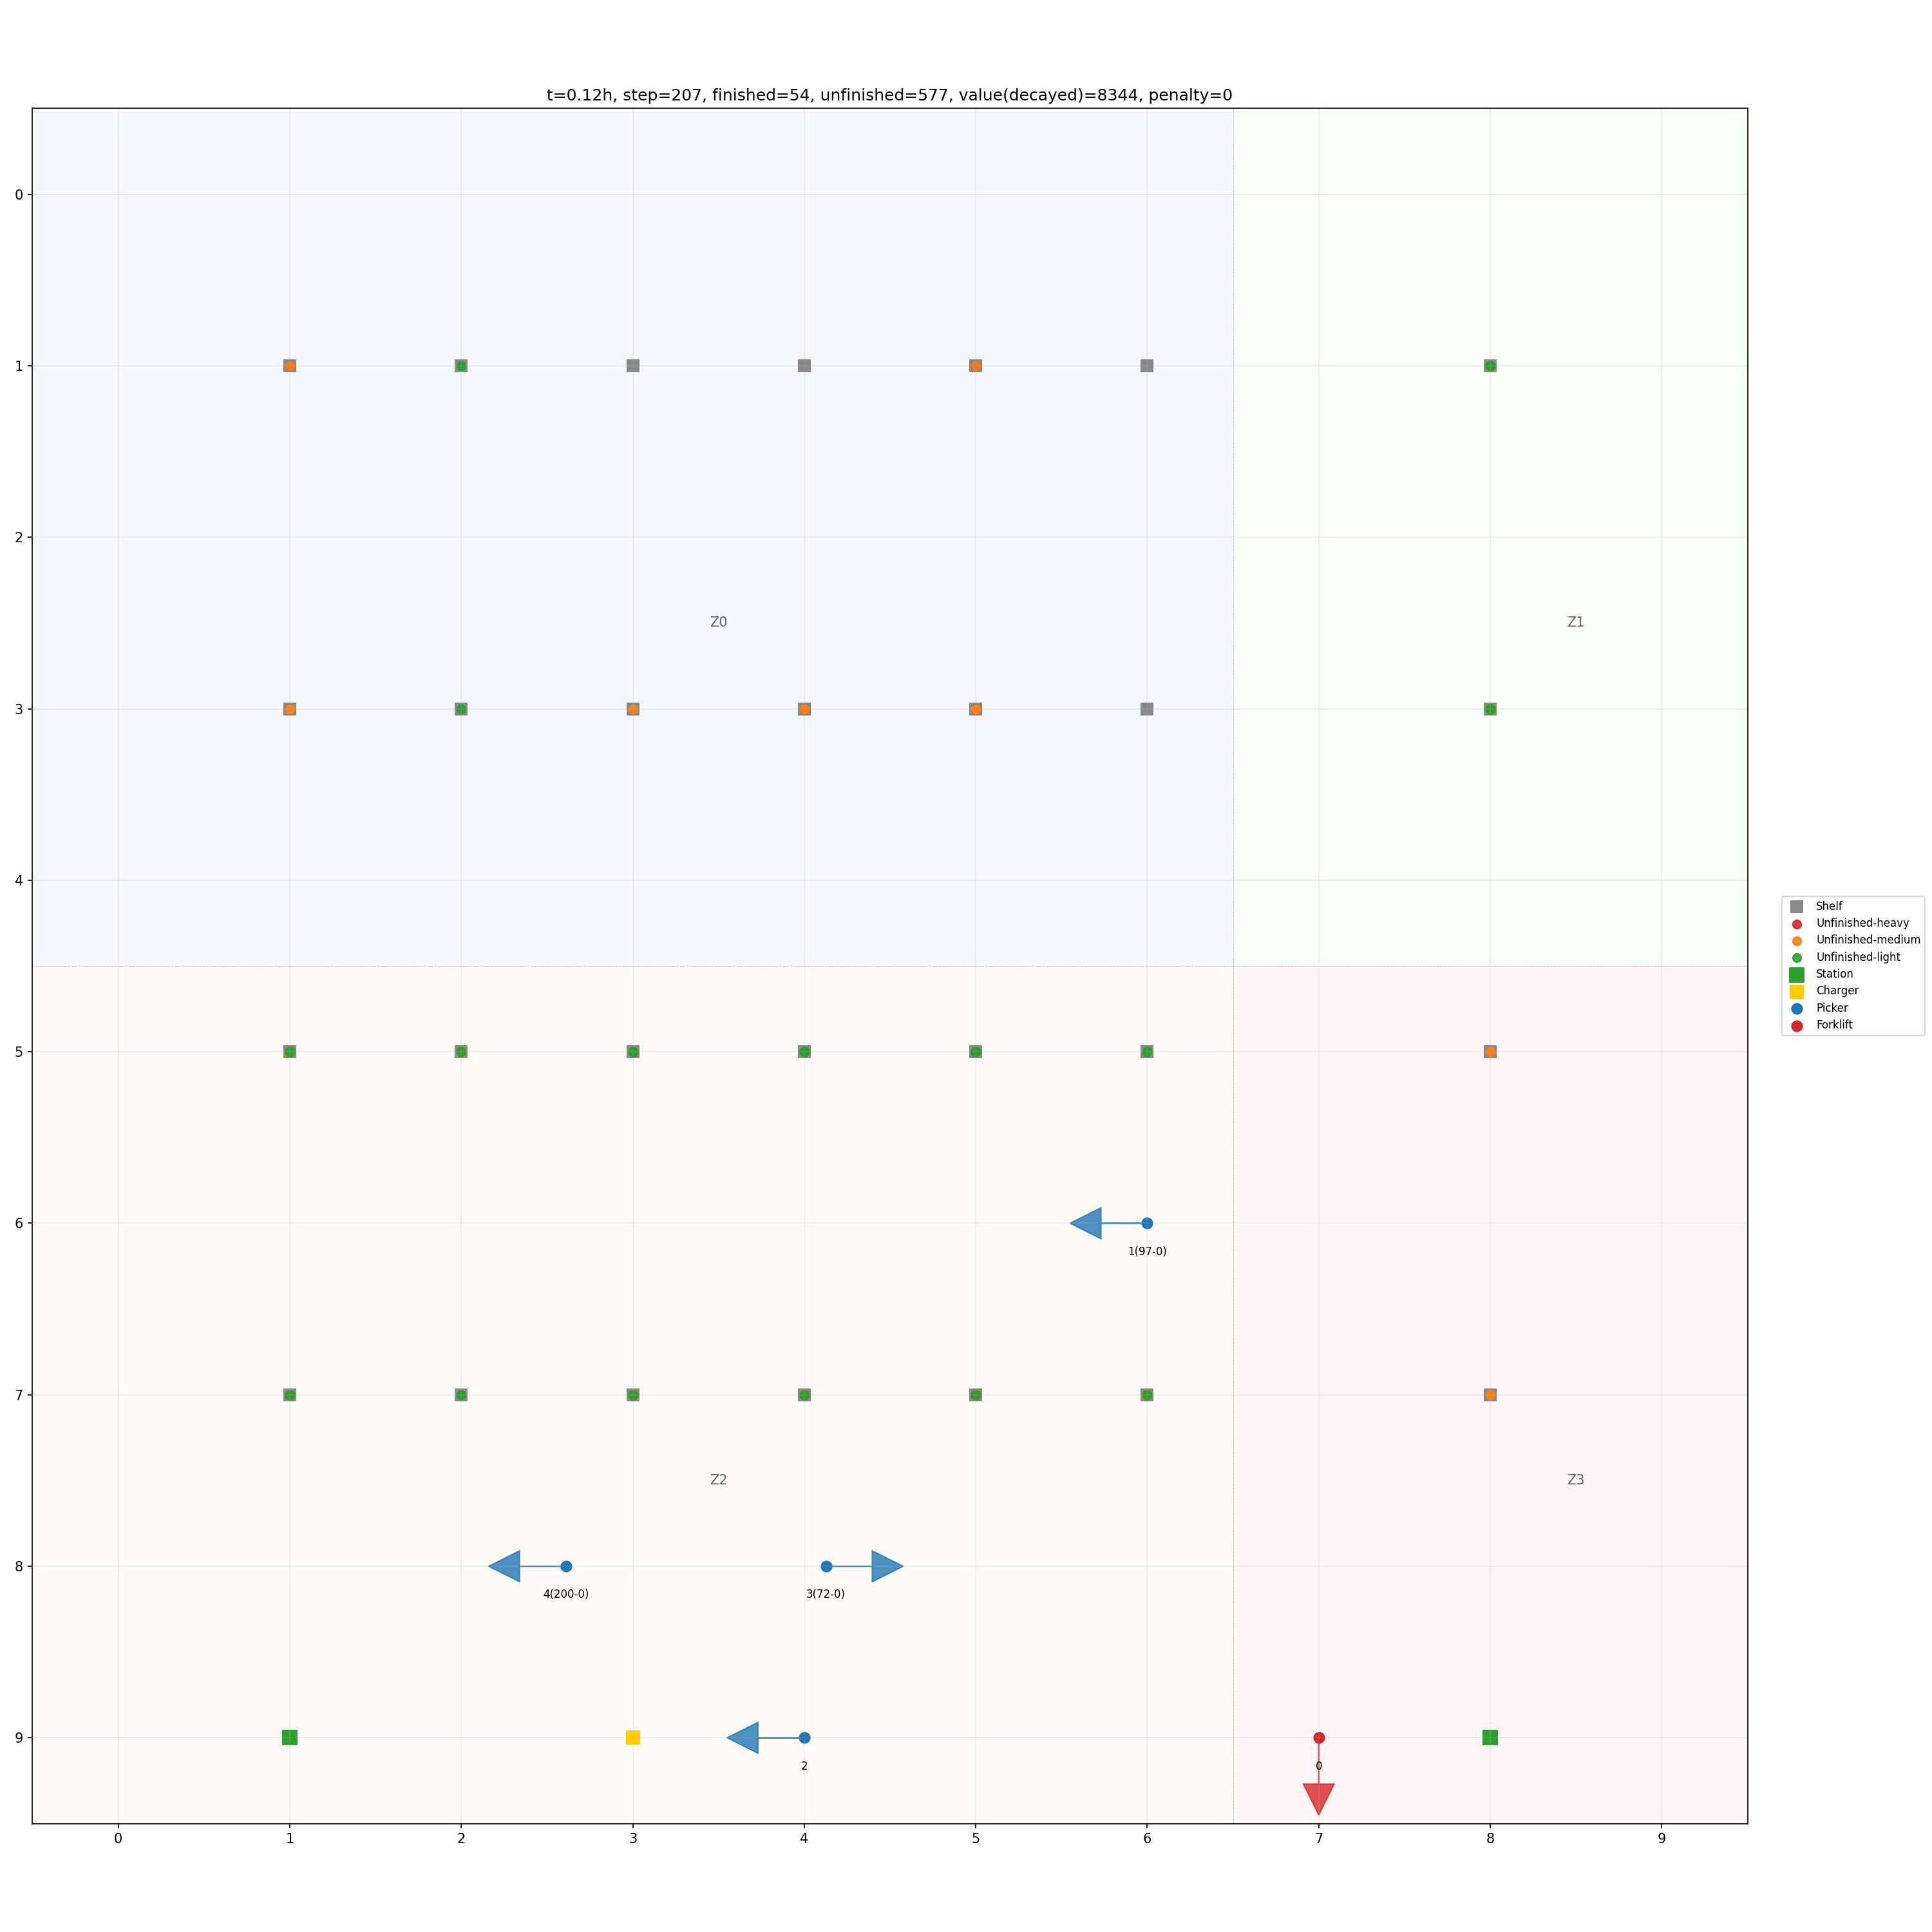 t=0.12h, step=207, finished=54, unfinished=577, value(decayed)=8344, penalty=0
0
1
2
Z0
Z1
3
4
Shelf
Unfinished-heavy
Unfinished-medium
Unfinished-light
Station
Charger
Picker
Forklift
5
6
1(97-0)
7
Z2
Z3
8
4(200-0)
3(72-0)
9
2
0
0 1 2 3 4 5 6 7 8 9